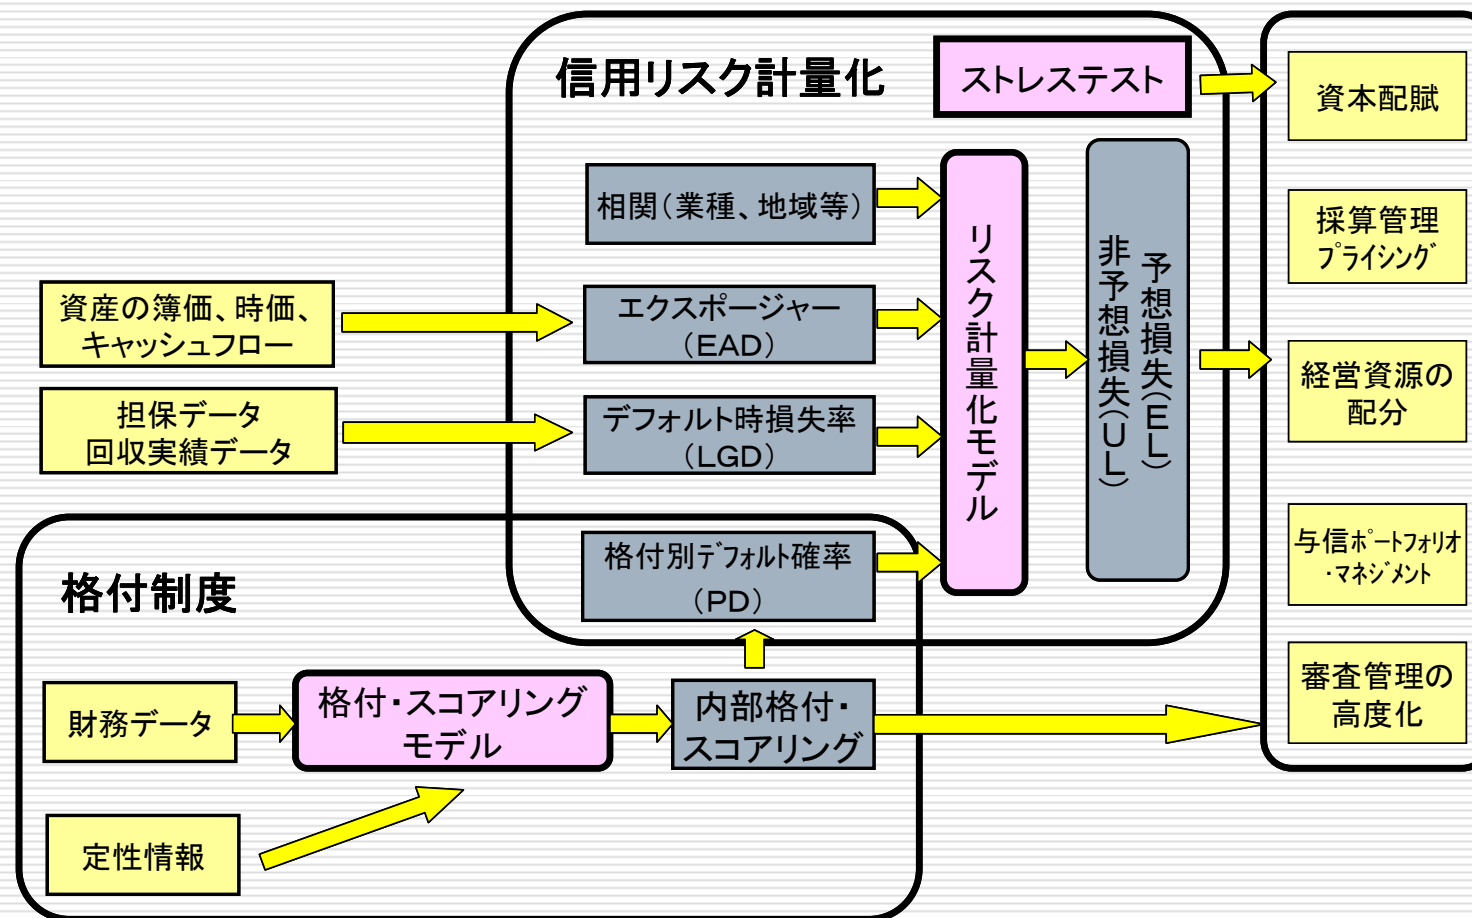 信用リスク計量化
ストレステスト
資本配賦
相関（業種、地域等）
採算管理
プライシング
資産の簿価、時価、
キャッシュフロー
エクスポージャー
（EAD）
リスク計量化モデル
予想損失（EL）
非予想損失（UL）
経営資源の
配分
担保データ
回収実績データ
デフォルト時損失率
（LGD）
与信ポートフォリオ
・マネジメント
格付制度
格付別デフォルト確率
（PD）
審査管理の
高度化
財務データ
格付・スコアリング
モデル
内部格付・
スコアリング
定性情報